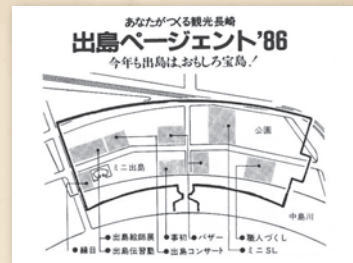 あなたがつくる観光長崎
出島ページェント'86
今年も出島は、おもしろ宝島!
公園
ミニ出島
中島川
●出島絵師展
●事初
●バザー
●職人づくし
●縁日
●出島伝習塾
●出島コンサート
●ミニSL